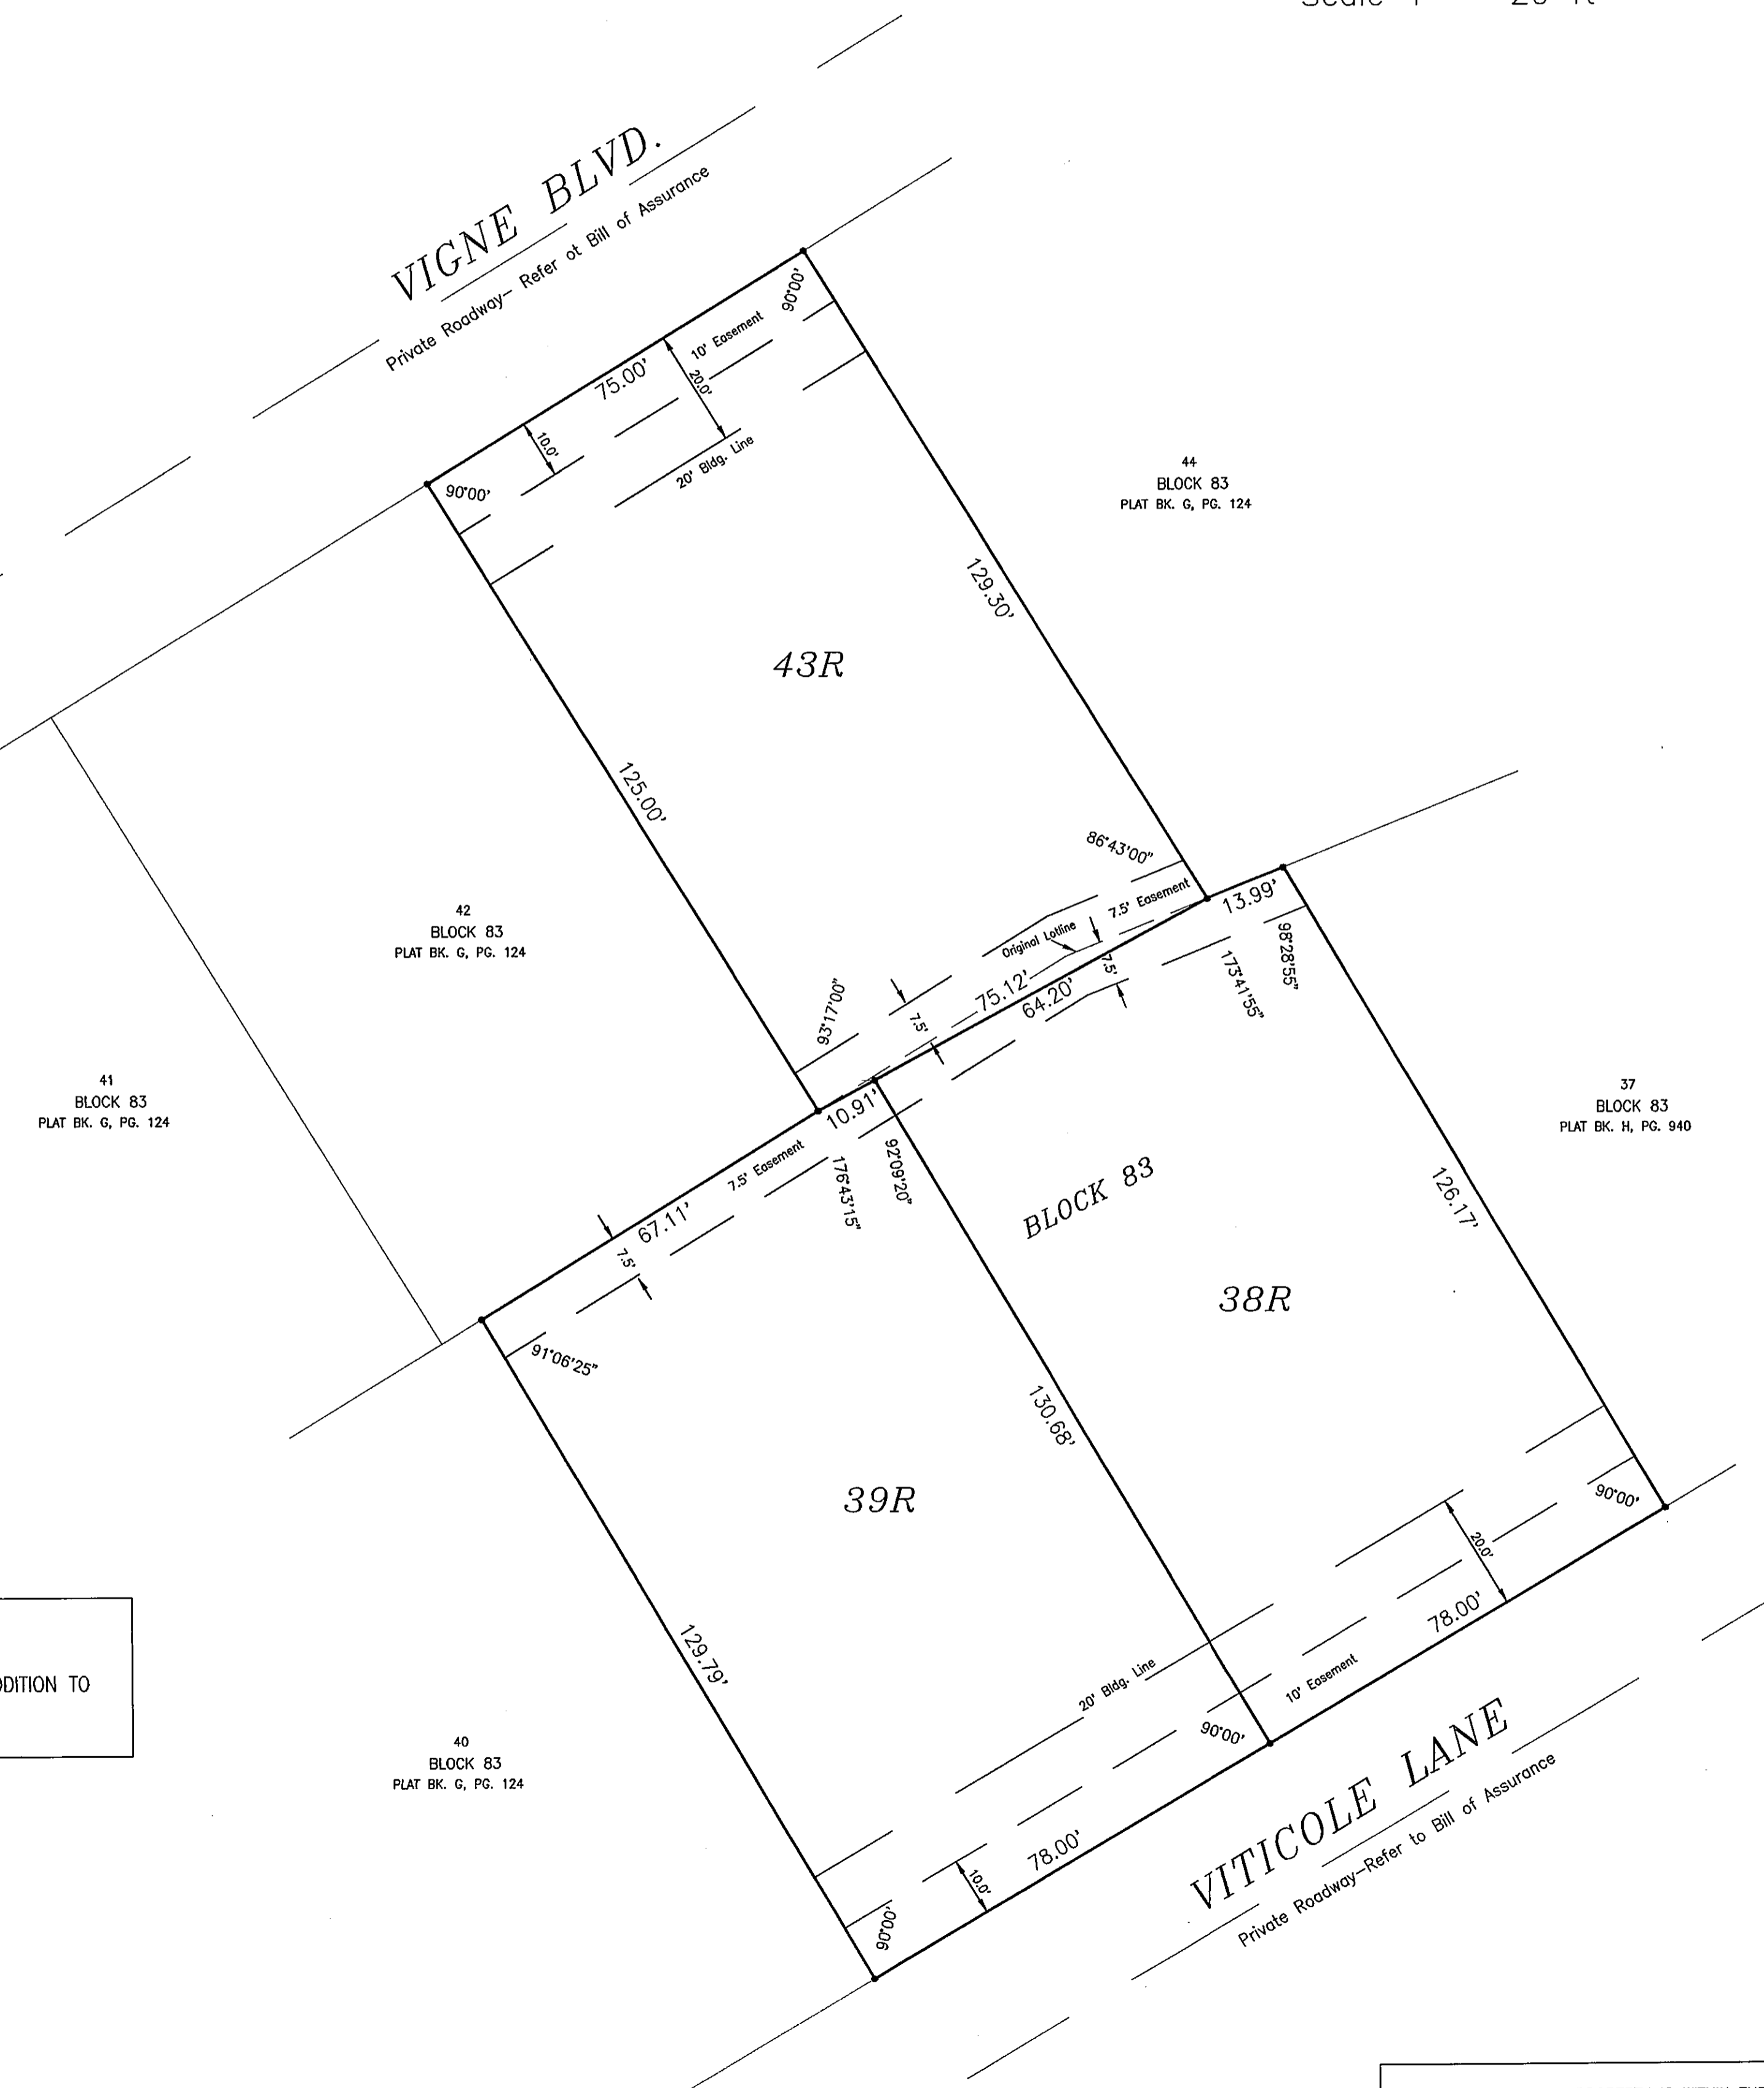 VIGNE BLVD.
Private Roadway- Refer ot Bill of Assurance
90°00'
10' Easement
75.00'
20.0'
10.0'
20' Bldg. Line
90°00'
44
BLOCK 83
PLAT BK. G, PG. 124
129.30'
43R
125.00'
86°43'00"
7.5' Easement
13.99'
42
BLOCK 83
PLAT BK. G, PG. 124
Original Lotline
98°28'55"
7.5'
173°41'55"
75.12'
64.20'
93°17'00"
7.5'
41
BLOCK 83
PLAT BK. G, PG. 124
10.91'
37
BLOCK 83
PLAT BK. H, PG. 940
7.5' Easement
92°09'20"
176°43'15"
BLOCK 83
126.17'
67.11'
7.5'
38R
91°06'25"
130.68'
39R
90°00'
20.0'
78.00'
129.79'
DITION TO
20' Bldg. Line
10' Easement
90°00'
40
BLOCK 83
PLAT BK. G, PG. 124
VITICOLE LANE
Private Roadway-Refer to Bill of Assurance
78.00'
10.0'
90°00'